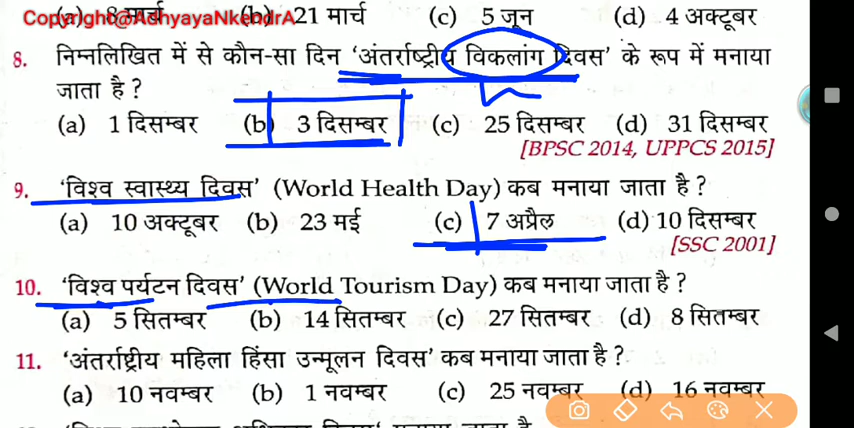 Copyright@AdhyayaNkendrA
(a) 8 मार्च (b) 21 मार्च (c) 5 जून (d) 4 अक्टूबर
8. निम्नलिखित में से कौन-सा दिन ‘अंतर्राष्ट्रीय विकलांग दिवस’ के रूप में मनाया
जाता है ?
(a) 1 दिसम्बर (b) 3 दिसम्बर (c) 25 दिसम्बर (d) 31 दिसम्बर
[BPSC 2014, UPPCS 2015]
9. ‘विश्व स्वास्थ्य दिवस’ (World Health Day) कब मनाया जाता है ?
(a) 10 अक्टूबर (b) 23 मई (c) 7 अप्रैल (d) 10 दिसम्बर
[SSC 2001]
10. ‘विश्व पर्यटन दिवस’ (World Tourism Day) कब मनाया जाता है ?
(a) 5 सितम्बर (b) 14 सितम्बर (c) 27 सितम्बर (d) 8 सितम्बर
11. ‘अंतर्राष्ट्रीय महिला हिंसा उन्मूलन दिवस’ कब मनाया जाता है ?
(a) 10 नवम्बर (b) 1 नवम्बर (c) 25 नवम्बर (d) 16 नवम्बर